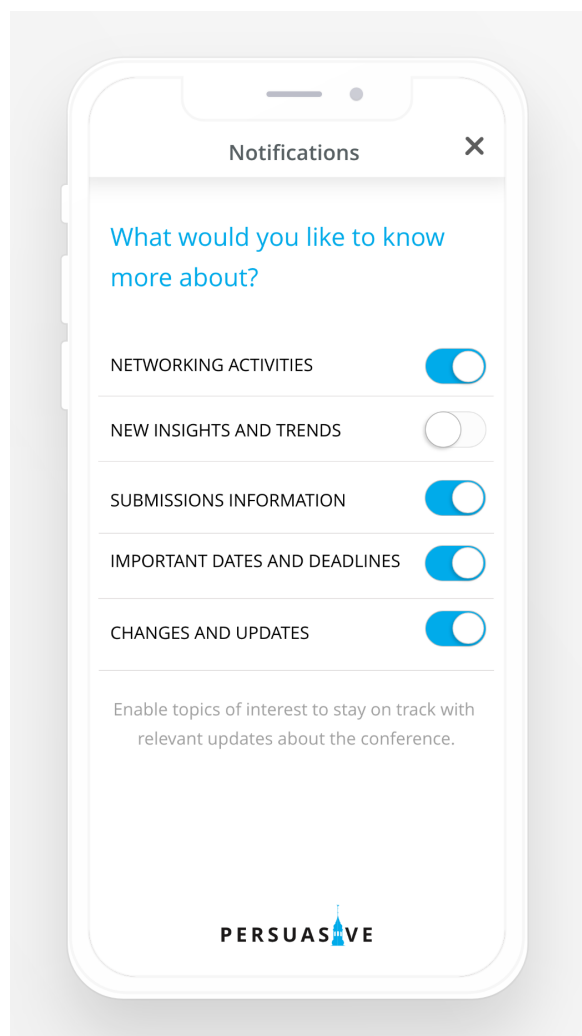 Notifications
What would you like to know
more about?
NETWORKING ACTIVITIES
NEW INSIGHTS AND TRENDS
SUBMISSIONS INFORMATION
IMPORTANT DATES AND DEADLINES
CHANGES AND UPDATES
Enable topics of interest to stay on track with
relevant updates about the conference.
PERSUASIVE